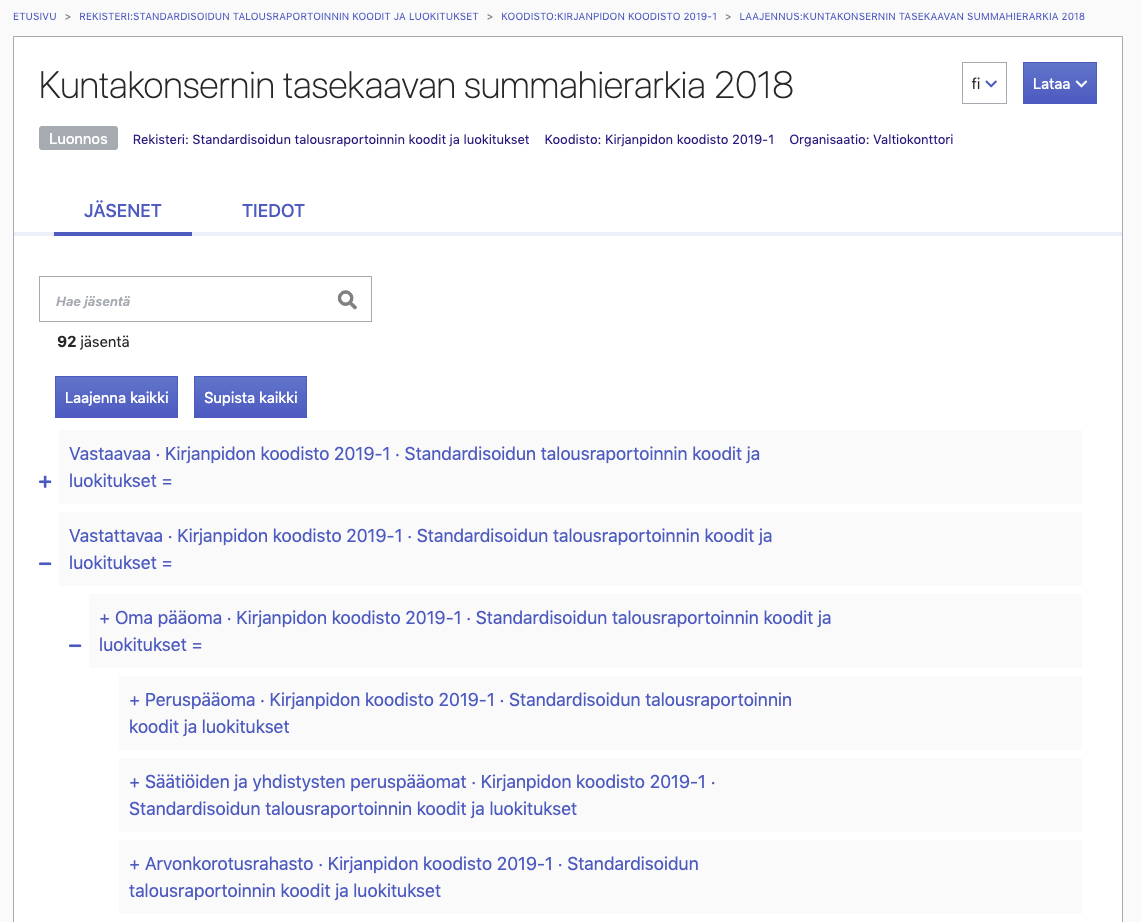 ETUSIVU > REKISTERI:STANDARDISOIDUN TALOUSRAPORTOINNIN KOODIT JA LUOKITUKSET > KOODISTO:KIRJANPIDON KOODISTO 2019-1 > LAAJENNUS:KUNTAKONSERNIN TASEKAAVAN SUMMAHIERARKIA 2018
Kuntakonsernin tasekaavan summahierarkia 2018
fi
Lataa
Luonnos Rekisteri: Standardisoidun talousraportoinnin koodit ja luokitukset Koodisto: Kirjanpidon koodisto 2019-1 Organisaatio: Valtiokonttori
JÄSENET TIEDOT
Hae jäsentä
92 jäsentä
Laajenna kaikki Supista kaikki
Vastaavaa · Kirjanpidon koodisto 2019-1 · Standardisoidun talousraportoinnin koodit ja
luokitukset =
Vastattavaa · Kirjanpidon koodisto 2019-1 · Standardisoidun talousraportoinnin koodit ja
luokitukset =
+ Oma pääoma · Kirjanpidon koodisto 2019-1 · Standardisoidun talousraportoinnin koodit ja
luokitukset =
+ Peruspääoma · Kirjanpidon koodisto 2019-1 · Standardisoidun talousraportoinnin
koodit ja luokitukset
+ Säätiöiden ja yhdistysten peruspääomat · Kirjanpidon koodisto 2019-1 ·
Standardisoidun talousraportoinnin koodit ja luokitukset
+ Arvonkorotusrahasto · Kirjanpidon koodisto 2019-1 · Standardisoidun
talousraportoinnin koodit ja luokitukset